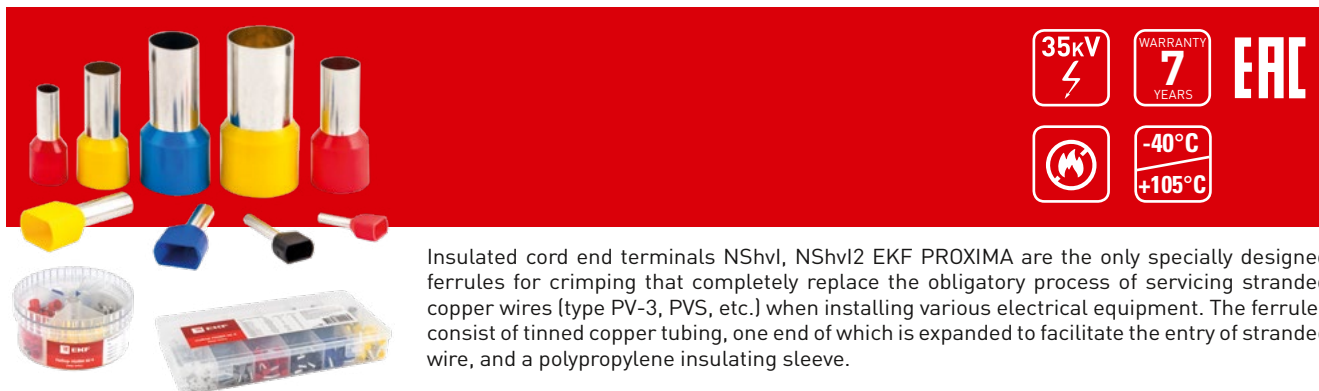 35кV
WARRANTY
7
YEARS
EAC
-40°C
+105°C
Insulated cord end terminals NShvI, NShvI2 EKF PROXIMA are the only specially designe
ferrules for crimping that completely replace the obligatory process of servicing strande
copper wires (type PV-3, PVS, etc.) when installing various electrical equipment. The ferrule
consist of tinned copper tubing, one end of which is expanded to facilitate the entry of strande
wire, and a polypropylene insulating sleeve.
EKF
EKF